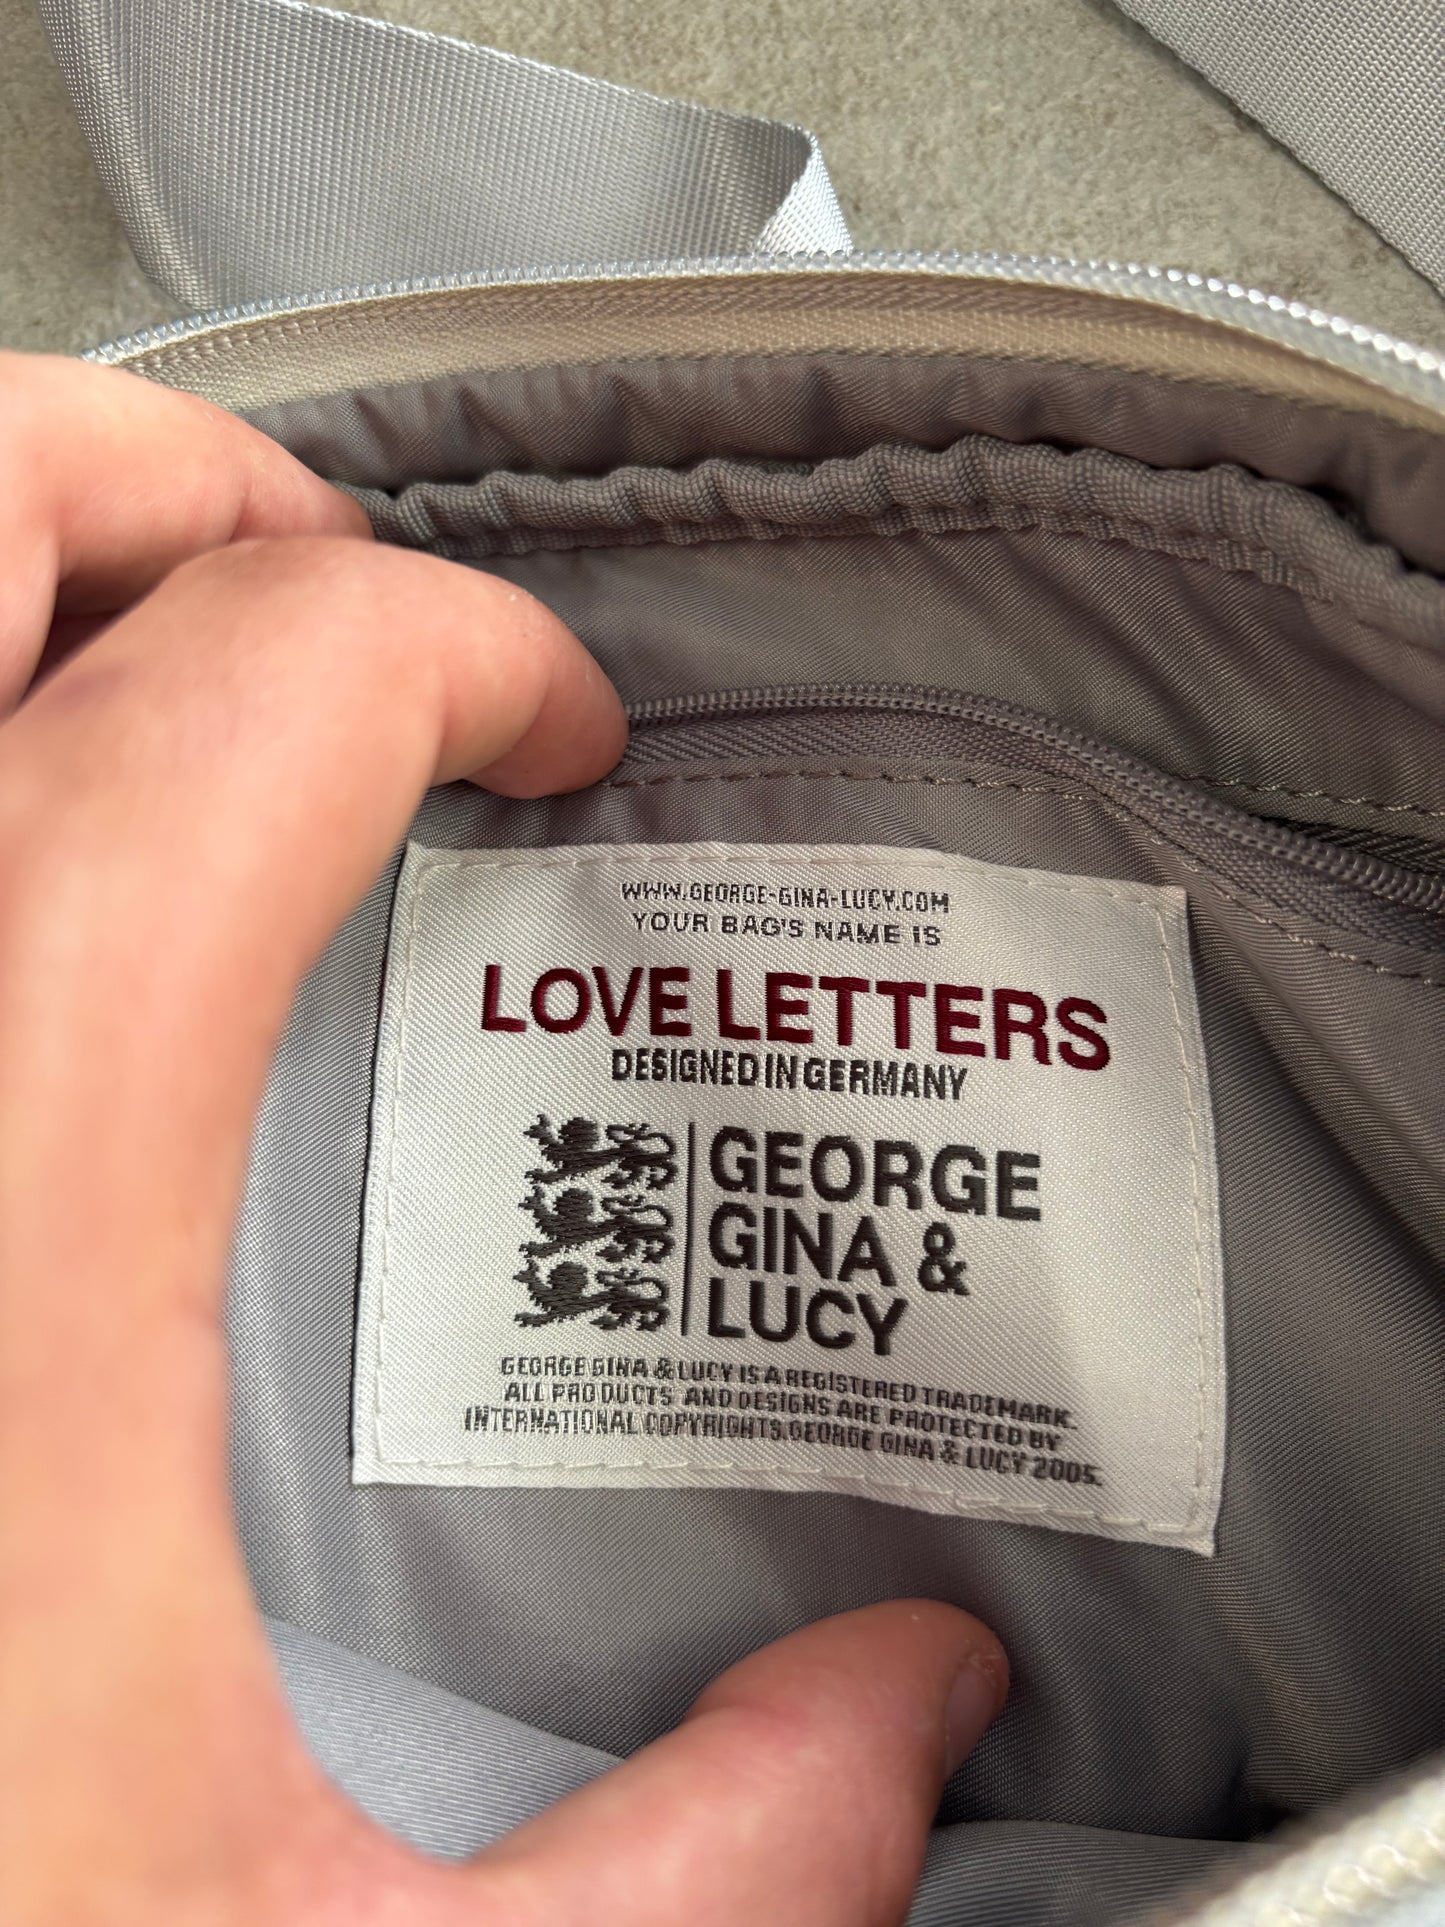 WWW.GEORGE-GINA-LUCY.COM
YOUR BAG'S NAME IS
LOVE LETTERS
DESIGNED IN GERMANY
GEORGE
GINA &
LUCY
GEORGE GINA & LUCY IS A REGISTERED TRADEMARK.
ALL PRODUCTS AND DESIGNS ARE PROTECTED BY
INTERNATIONAL COPYRIGHTS.GEORGE GINA & LUCY 2005.